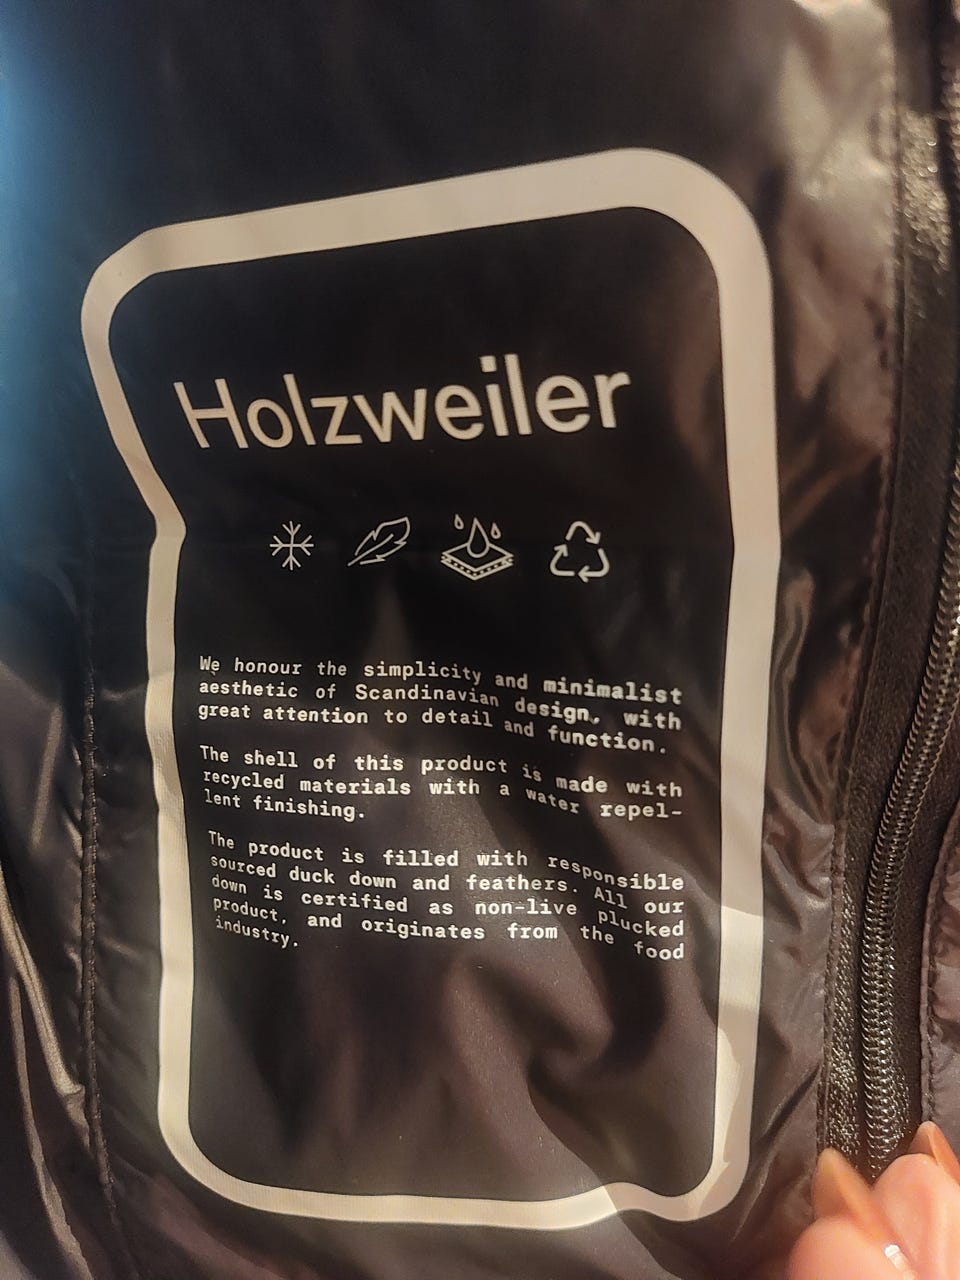 Holzweiler
We honour the simplicity and minimalist
aesthetic of Scandinavian design, with
great attention to detail and function.
The shell of this product is made with
recycled materials with a water repel-
lent finishing.
The product is filled with responsible
sourced duck down and feathers. All our
down is certified as non-live plucked
product, and originates from the food
industry.